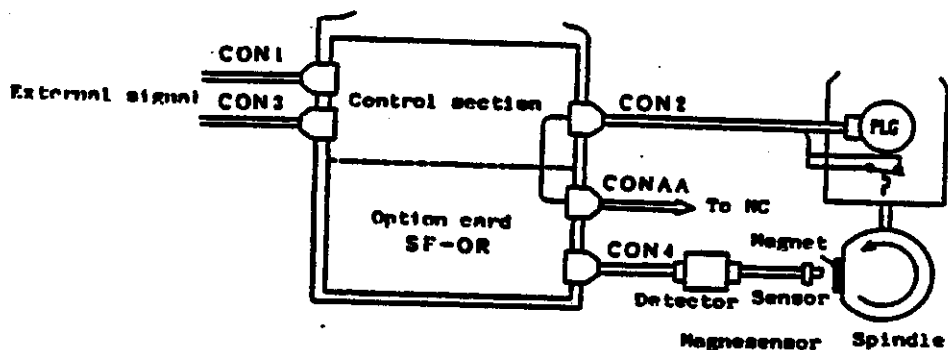 CON1
External signal
CON3
Control section
CON2
PLG
CONAA
To NC
Option card
SF-OR
CON4
Magnet
Detector
Sensor
Magnesensor
Spindle